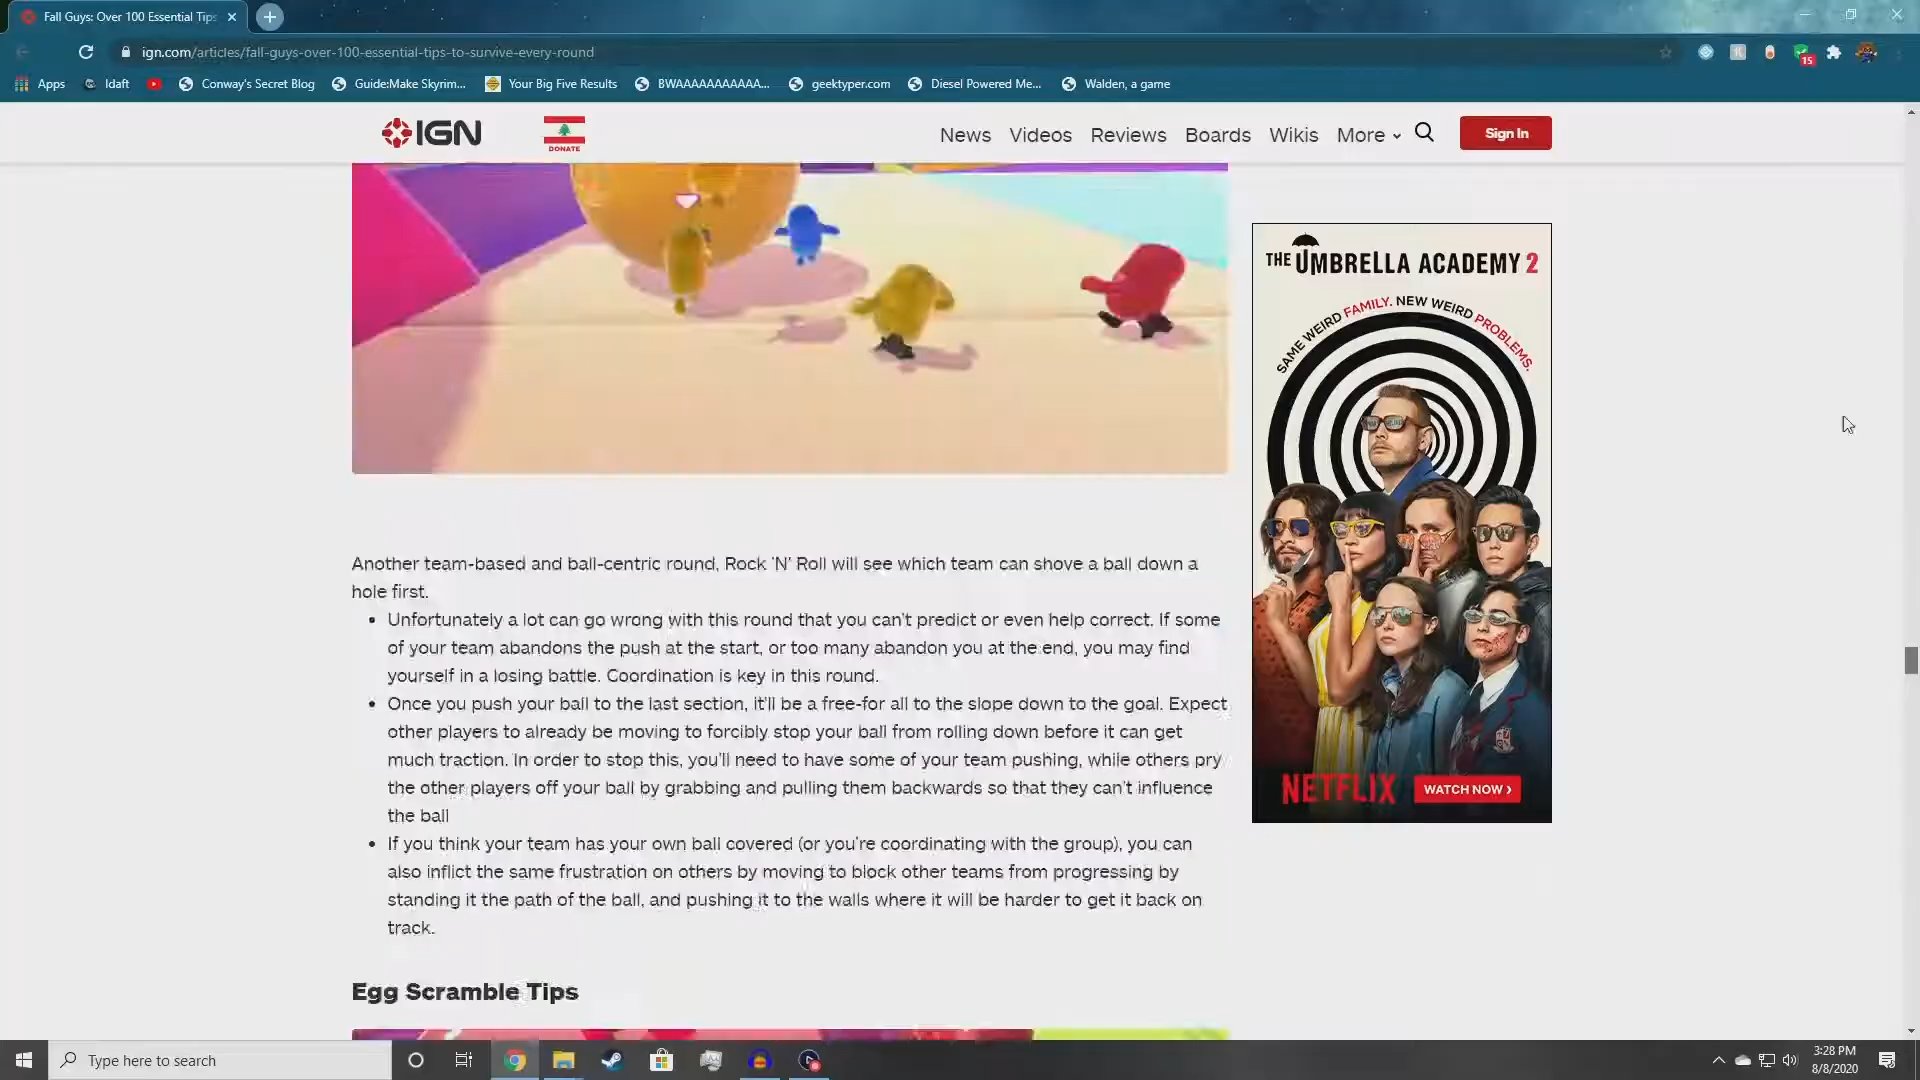 Fall Guys: Over 100 Essential Tips
ign.com/articles/fall-guys-over-100-essential-tips-to-survive-every-round
15
Apps
Idaft
Conway's Secret Blog
Guide:Make Skyrim...
Your Big Five Results
BWAAAAAAAAAAA...
geektyper.com
Diesel Powered Me...
Walden, a game
IGN
DONATE
News
Videos
Reviews
Boards
Wikis
More
Sign In
THE UMBRELLA ACADEMY 2
SAME WEIRD FAMILY. NEW WEIRD PROBLEMS.
NETFLIX
WATCH NOW
Another team-based and ball-centric round, Rock 'N' Roll will see which team can shove a ball down a
hole first.
Unfortunately a lot can go wrong with this round that you can't predict or even help correct. If some
of your team abandons the push at the start, or too many abandon you at the end, you may find
yourself in a losing battle. Coordination is key in this round.
Once you push your ball to the last section, it'll be a free-for all to the slope down to the goal. Expect
other players to already be moving to forcibly stop your ball from rolling down before it can get
much traction. In order to stop this, you'll need to have some of your team pushing, while others pry
the other players off your ball by grabbing and pulling them backwards so that they can't influence
the ball
If you think your team has your own ball covered (or you're coordinating with the group), you can
also inflict the same frustration on others by moving to block other teams from progressing by
standing it the path of the ball, and pushing it to the walls where it will be harder to get it back on
track.
Egg Scramble Tips
Type here to search
3:28 PM
8/8/2020